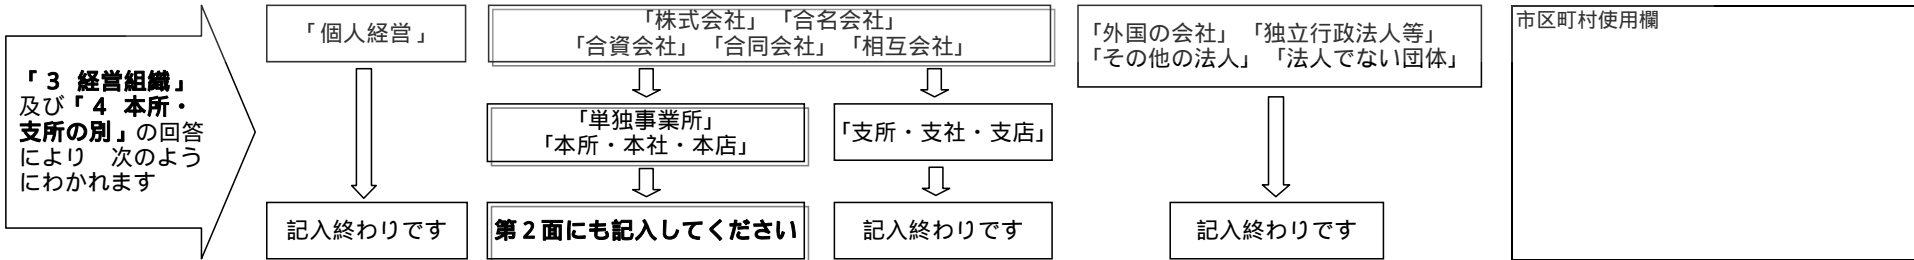 「３ 経営組織」
及び「４ 本所・
支所の別」の回答
により 次のよう
にわかれます
「個人経営」
記入終わりです
「株式会社」「合名会社」
「合資会社」「合同会社」「相互会社」
「単独事業所」
「本所・本社・本店」
第２面にも記入してください
「支所・支社・支店」
記入終わりです
「外国の会社」「独立行政法人等」
「その他の法人」「法人でない団体」
記入終わりです
市区町村使用欄